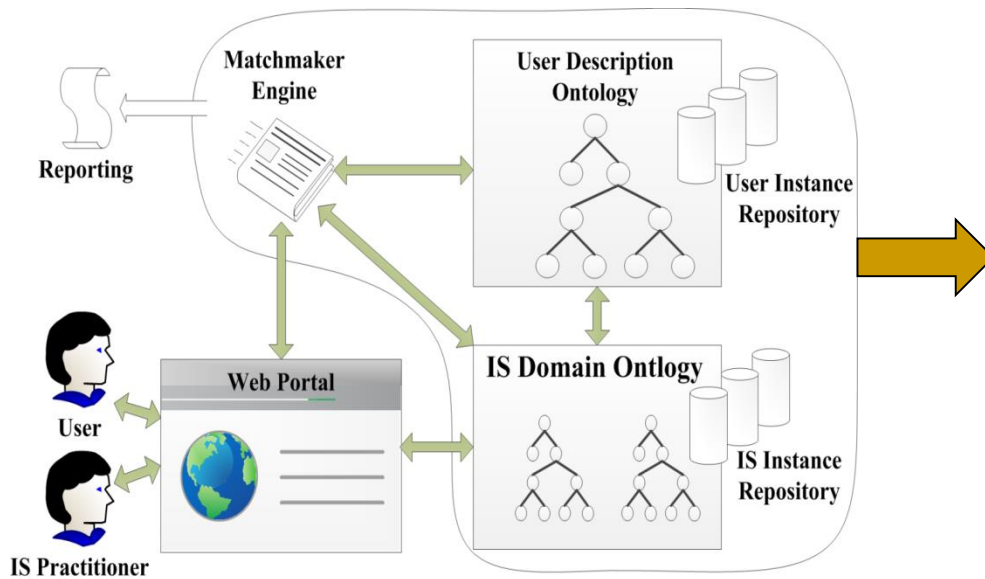 Matchmaker
Engine
User Description
Ontology
Reporting
User Instance
Repository
Web Portal
IS Domain Ontlogy
User
IS Instance
Repository
IS Practitioner